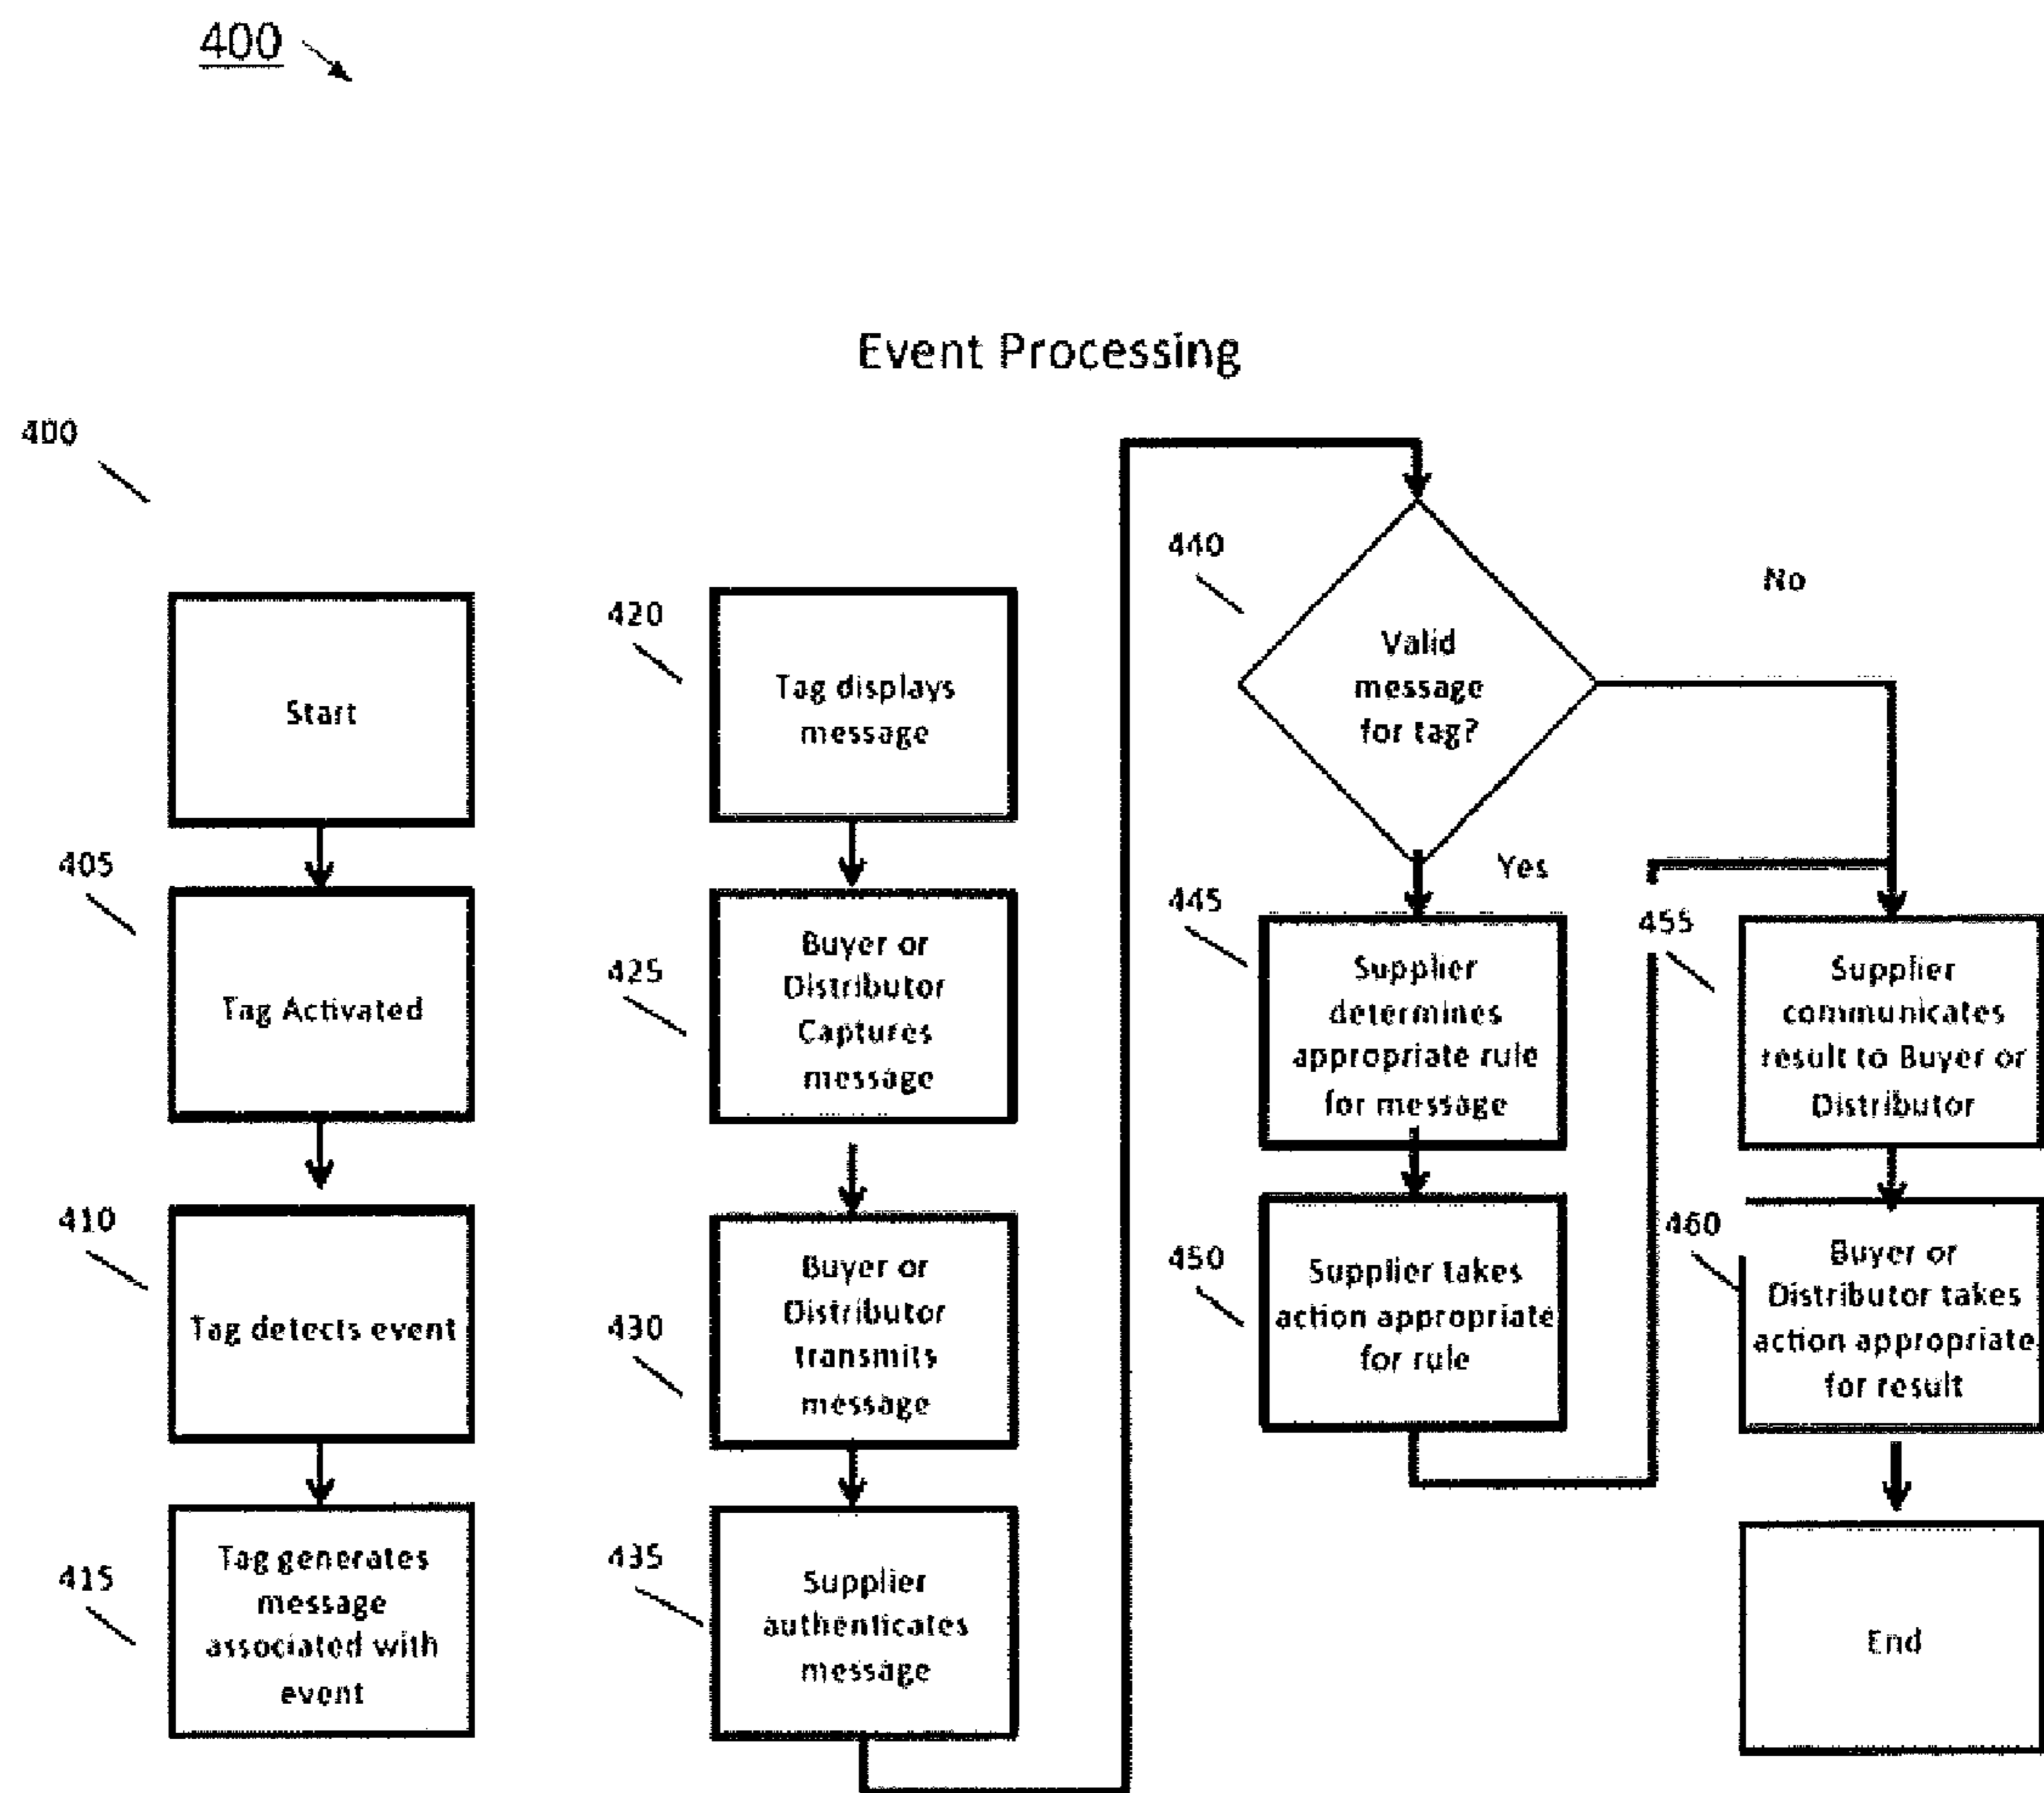 400
Event Processing
400
Start
405
Tag Activated
410
Tag detects event
415
Tag generates
message
associated with
event
420
Tag displays
message
425
Buyer or
Distributor
Captures
message
430
Buyer or
Distributor
transmits
message
435
Supplier
authenticates
message
440
Valid
message
for tag?
No
Yes
445
Supplier
determines
appropriate rule
for message
450
Supplier takes
action appropriate
for rule
455
Supplier
communicates
result to Buyer or
Distributor
460
Buyer or
Distributor takes
action appropriate
for result
End